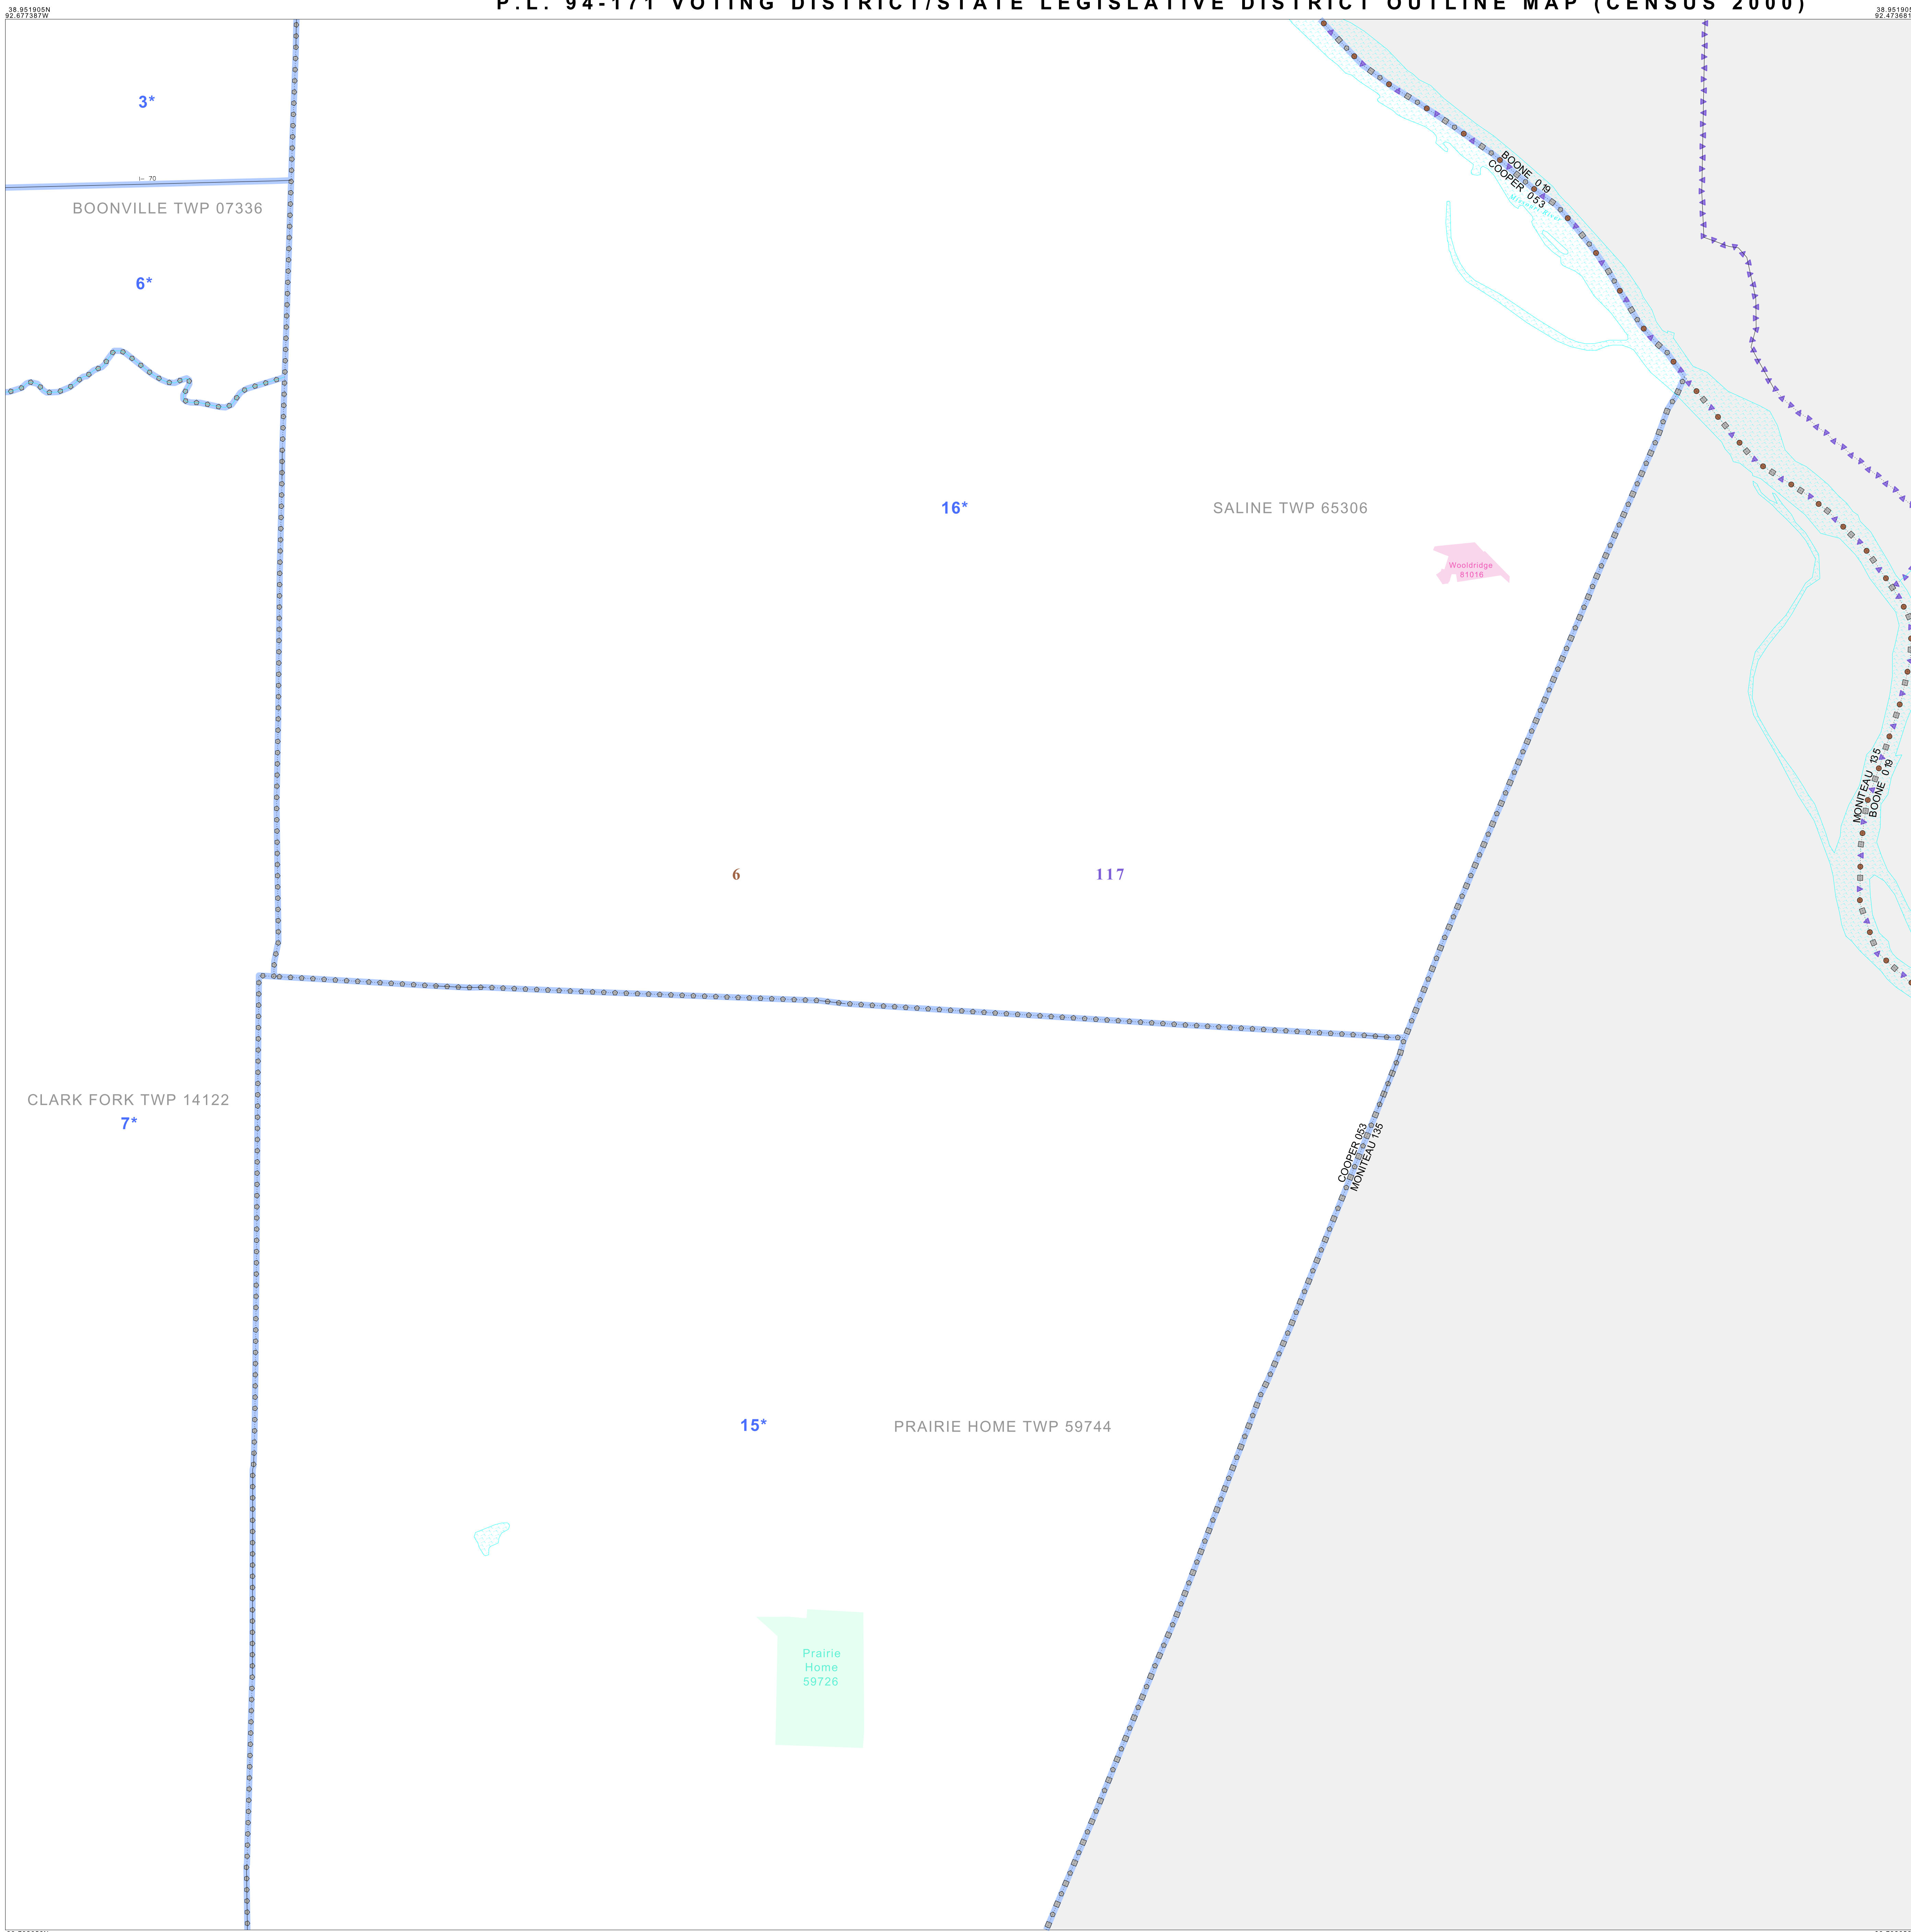 P.L. 94-171 VOTING DISTRICT/STATE LEGISLATIVE DISTRICT OUTLINE MAP (CENSUS 2000)
38.951905N
92.677387W
38.951905
92.473681
3*
I- 70
BOONVILLE TWP 07336
6*
BOONE 019
COOPER 053
Missouri River
16*
SALINE TWP 65306
Wooldridge
81016
MONITEAU 135
BOONE 019
6
117
CLARK FORK TWP 14122
7*
COOPER 053
MONITEAU 135
15*
PRAIRIE HOME TWP 59744
Prairie
Home
59726